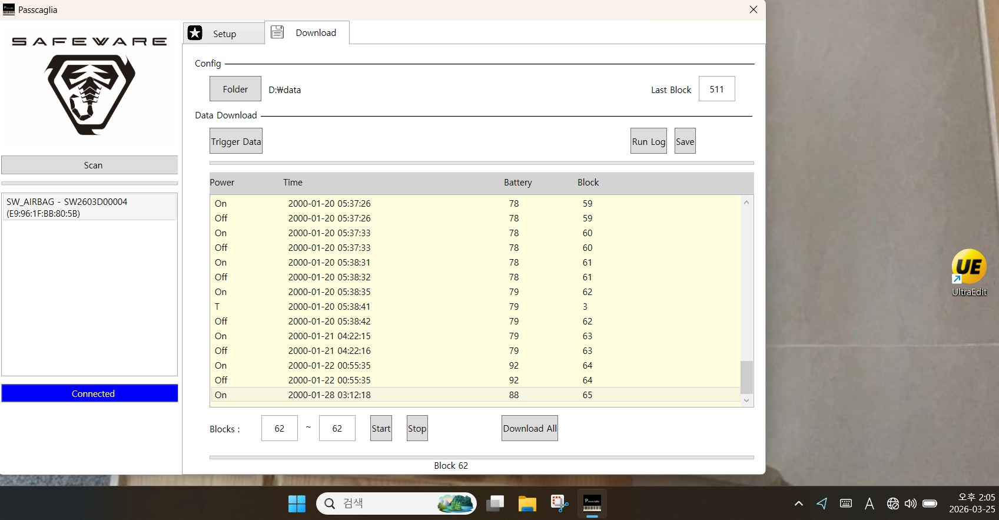 Passcaglia
SAFEWARE
Setup
Download
Config
Folder
D:₩data
Last Block
511
Data Download
Trigger Data
Run Log
Save
Scan
SW_AIRBAG - SW2603D00004
(E9:96:1F:BB:80:5B)
Connected
Power Time Battery Block
On 2000-01-20 05:37:26 78 59
Off 2000-01-20 05:37:26 78 59
On 2000-01-20 05:37:33 78 60
Off 2000-01-20 05:37:33 78 60
On 2000-01-20 05:38:31 78 61
Off 2000-01-20 05:38:32 78 61
On 2000-01-20 05:38:35 79 62
T 2000-01-20 05:38:41 79 3
Off 2000-01-20 05:38:42 79 62
On 2000-01-21 04:22:15 79 63
Off 2000-01-21 04:22:16 79 63
On 2000-01-22 00:55:35 92 64
Off 2000-01-22 00:55:35 92 64
On 2000-01-28 03:12:18 88 65
Blocks : 62 ~ 62 Start Stop Download All
Block 62
UE
UltraEdit
검색
A
오후 2:05
2026-03-25